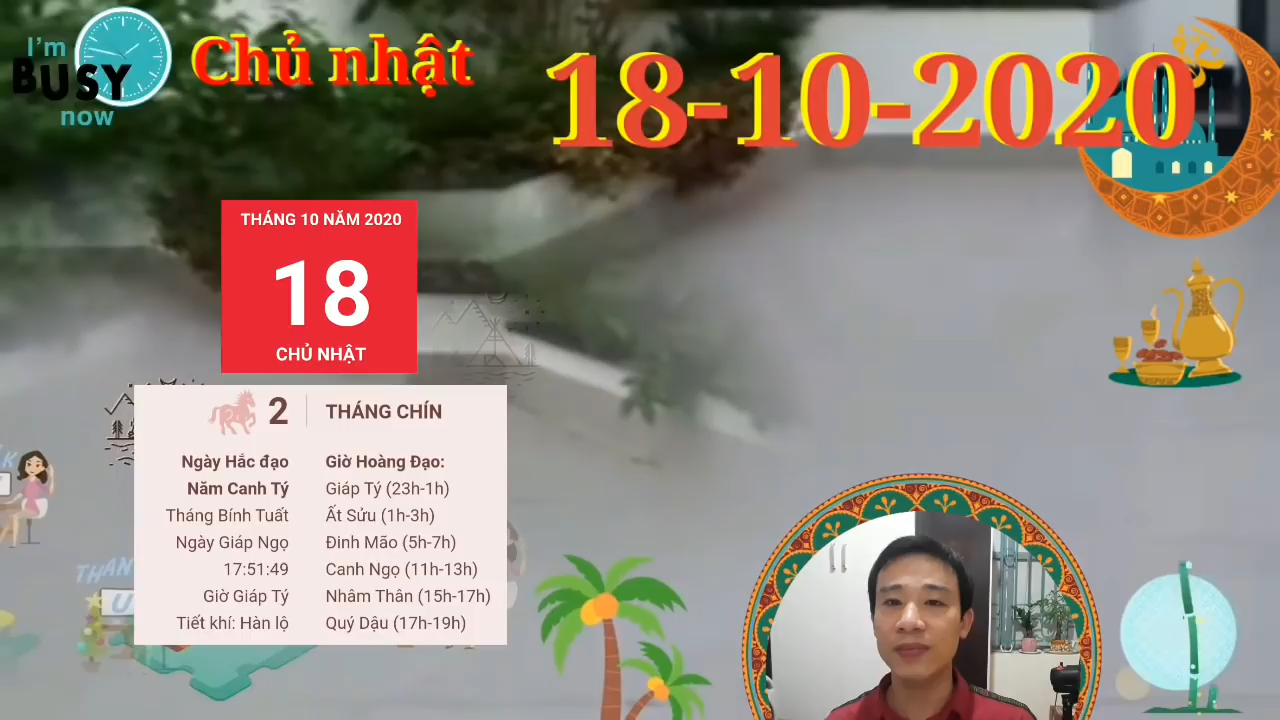 I'm
BUSY
now
Chủ nhật
18-10-2020
THÁNG 10 NĂM 2020
18
CHỦ NHẬT
2 THÁNG CHÍN
Ngày Hắc đạo
Năm Canh Tý
Tháng Bính Tuất
Ngày Giáp Ngọ
17:51:49
Giờ Giáp Tý
Tiết khí: Hàn lộ
Giờ Hoàng Đạo:
Giáp Tý (23h-1h)
Ất Sửu (1h-3h)
Đinh Mão (5h-7h)
Canh Ngọ (11h-13h)
Nhâm Thân (15h-17h)
Quý Dậu (17h-19h)